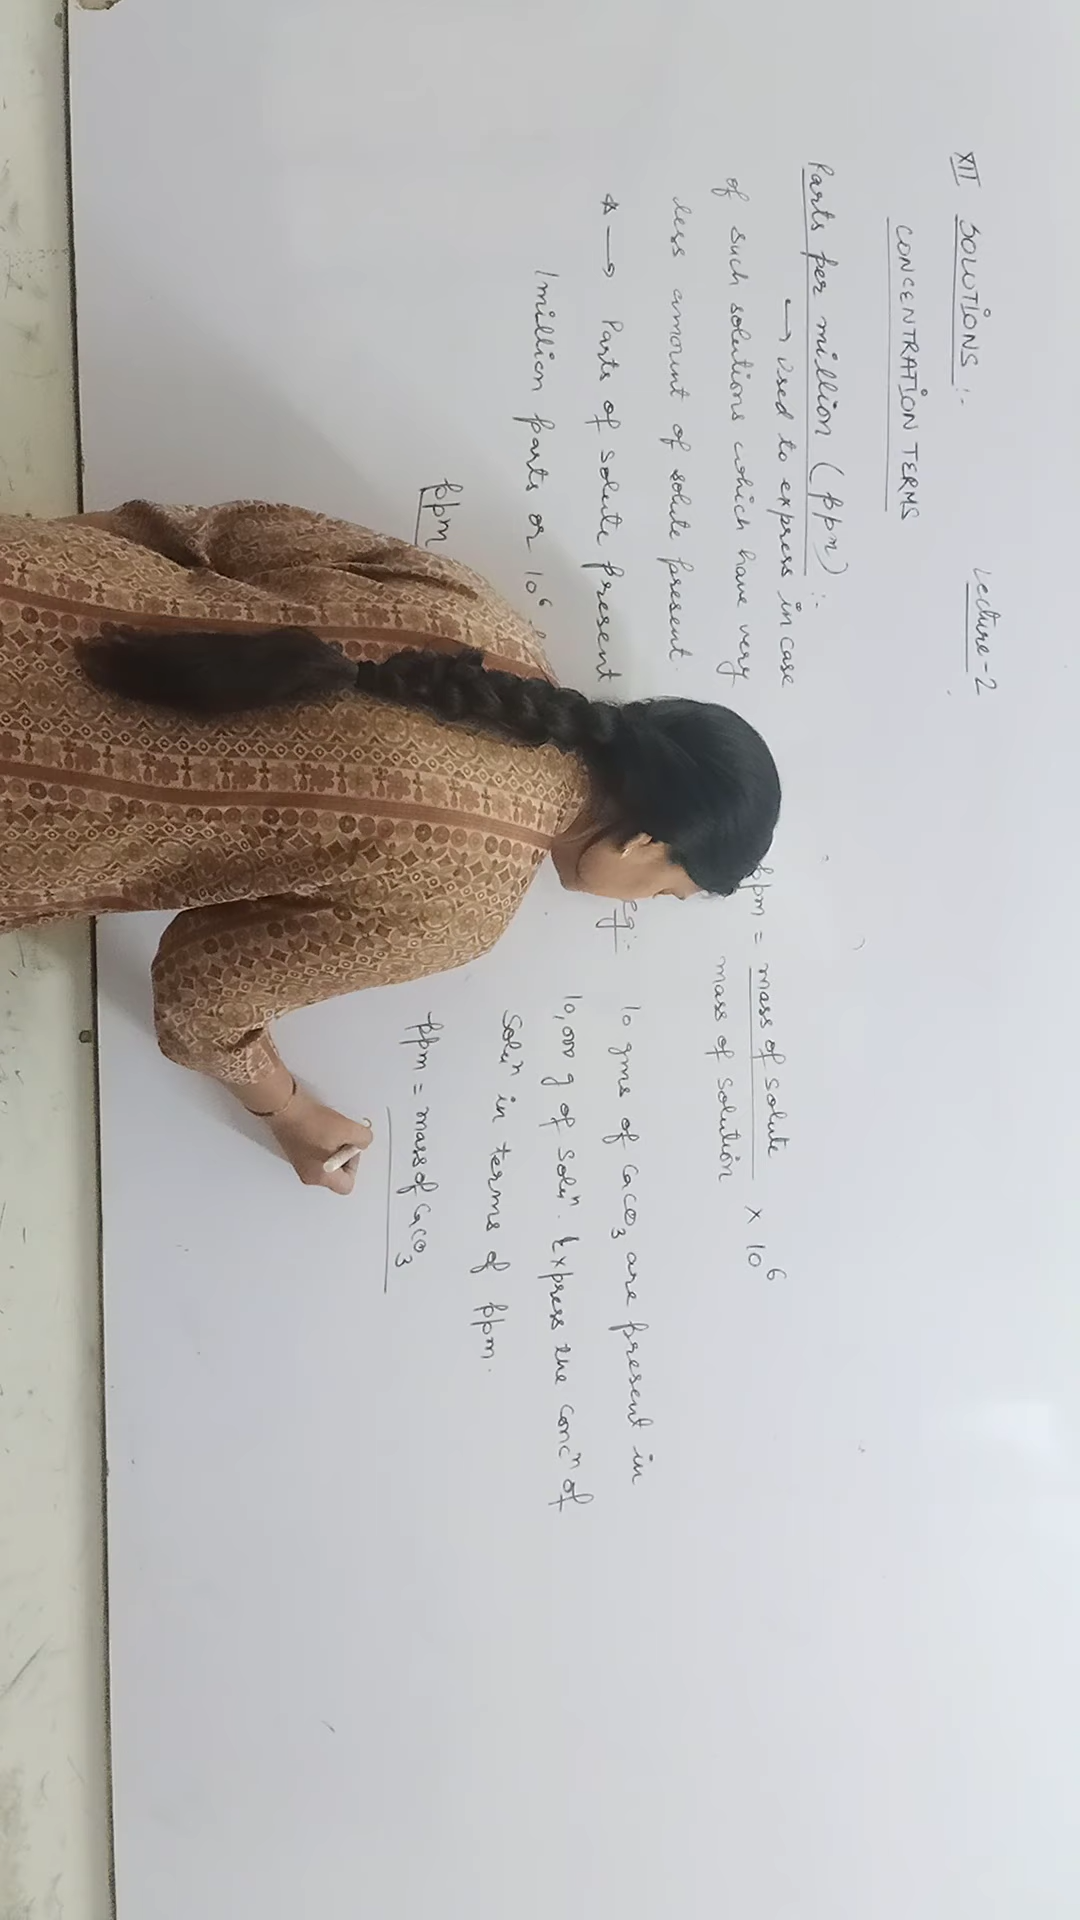 XII SOLUTIONS :-
Lecture-2
CONCENTRATION TERMS
Parts per million (ppm) :-
→ Used to express in case
of such solutions which have very
less amount of solute present.
→ Parts of solute present
1 million parts or 10⁶
ppm
ppm = mass of solute × 10⁶
mass of solution
eg:-
10 gms of CaCO₃ are present in
10,000 g of Soluⁿ. Express the concⁿ of
Soluⁿ in terms of ppm.
ppm = mass of CaCO₃